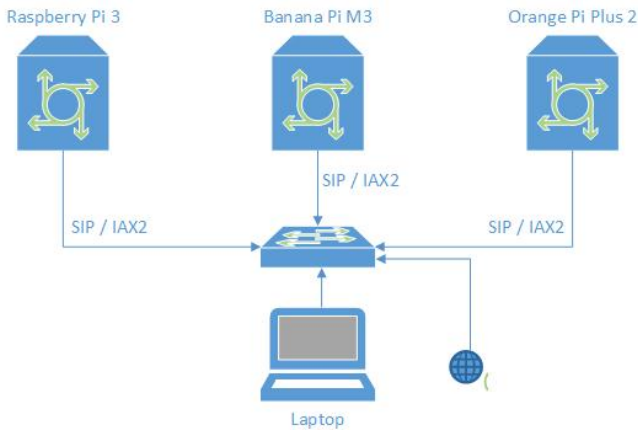 Raspberry Pi 3
Banana Pi M3
Orange Pi Plus 2
SIP / IAX2
SIP / IAX2
SIP / IAX2
Laptop